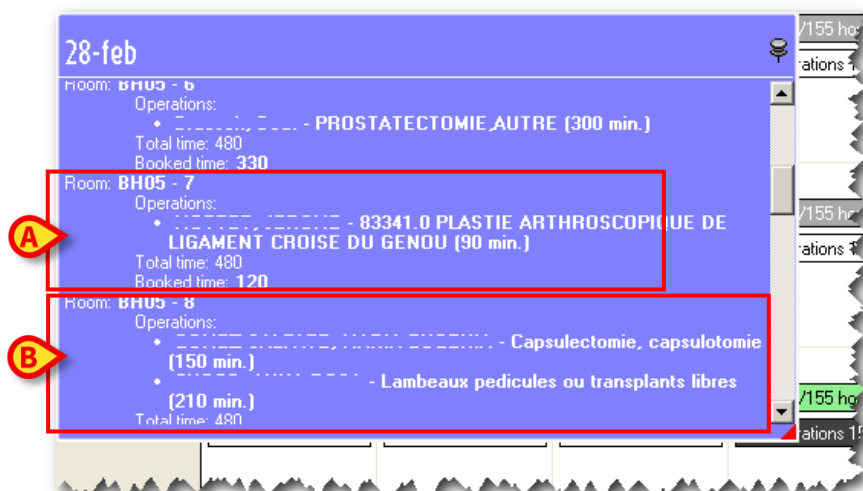 28-feb
Room: BH05 - 6
Operations:
• - PROSTATECTOMIE,AUTRE (300 min.)
Total time: 480
Booked time: 330
Room: BH05 - 7
Operations:
• - 83341.0 PLASTIE ARTHROSCOPIQUE DE
LIGAMENT CROISE DU GENOU (90 min.)
Total time: 480
Booked time: 120
Room: BH05 - 8
Operations:
• - Capsulectomie, capsulotomie
(150 min.)
• - Lambeaux pedicules ou transplants libres
(210 min.)
Total time: 480
A
B
/155 ho
ations 1
/155 ho
ations
/155 ho
rations 15